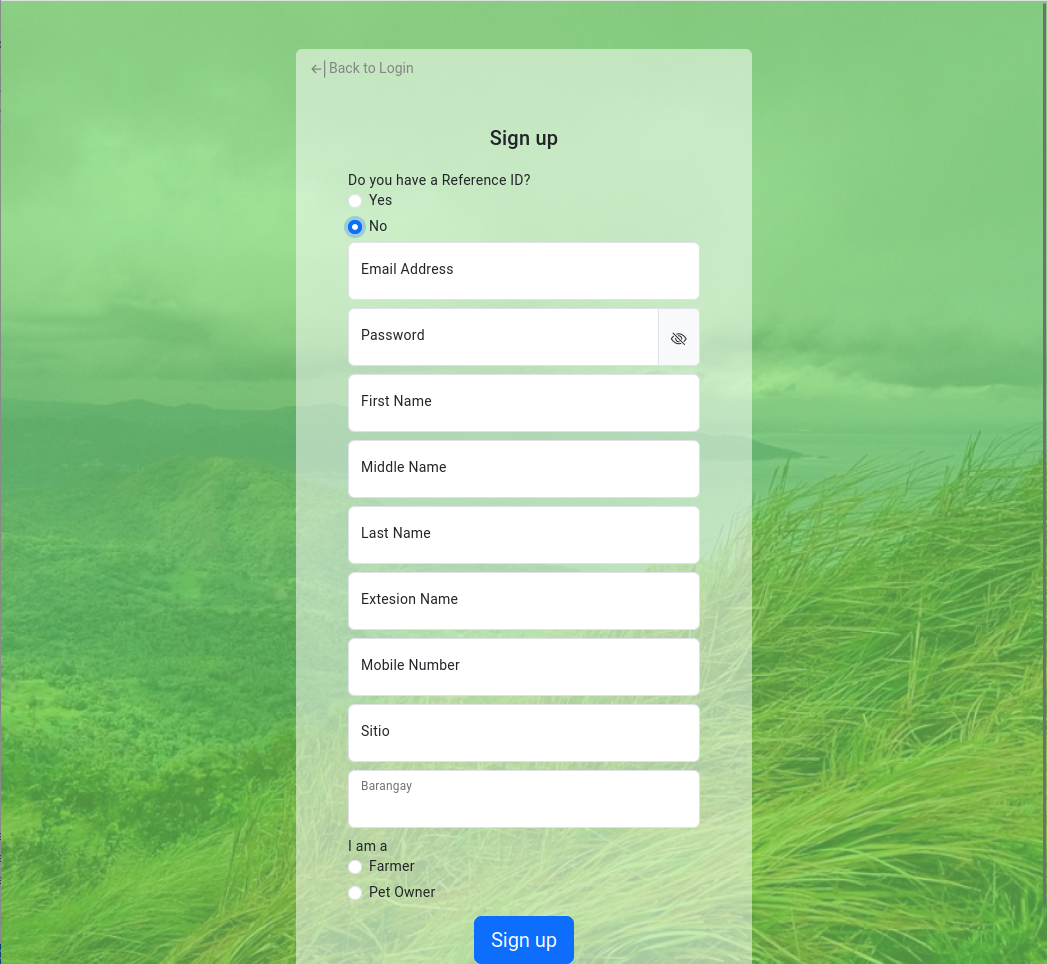 Back to Login
Sign up
Do you have a Reference ID?
Yes
No
Email Address
Password
First Name
Middle Name
Last Name
Extesion Name
Mobile Number
Sitio
Barangay
I am a
Farmer
Pet Owner
Sign up